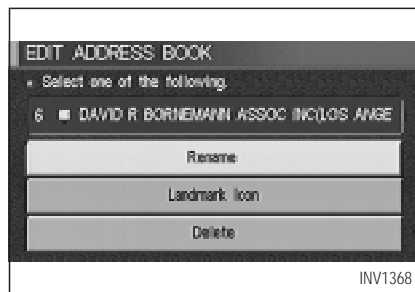 EDIT ADDRESS BOOK
Select one of the following.
6 DAVID R BORNEMANN ASSOC INC(LOS ANGE
Rename
Landmark Icon
Delete
INV1368